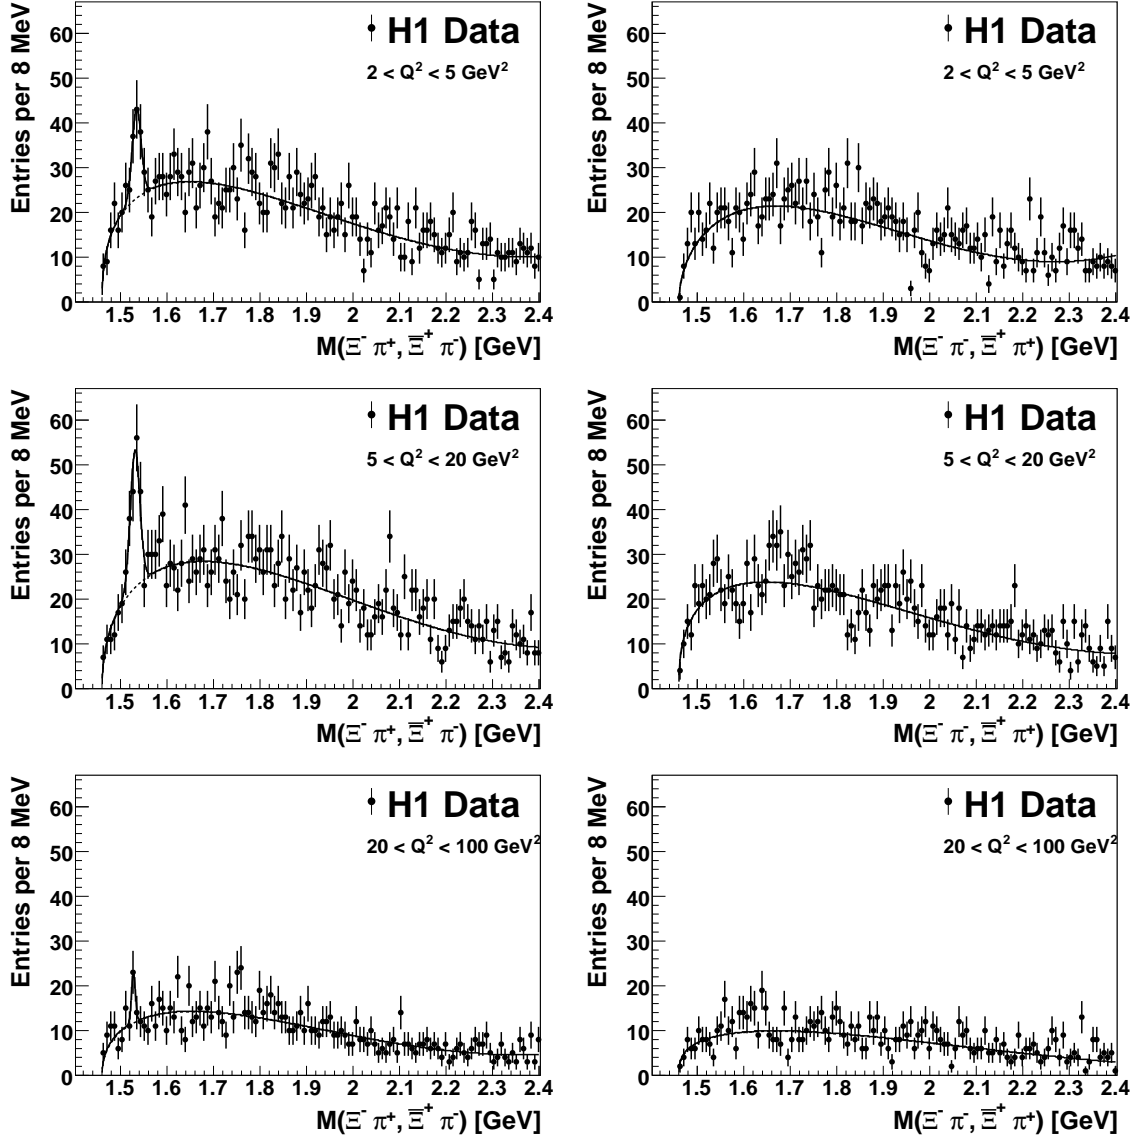 H1 Data
2 < Q² < 5 GeV²
Entries per 8 MeV
60
50
40
30
20
10
0
1.5 1.6 1.7 1.8 1.9 2 2.1 2.2 2.3 2.4
M(Ξ⁻ π⁺, Ξ̅⁺ π⁻) [GeV]
H1 Data
2 < Q² < 5 GeV²
Entries per 8 MeV
60
50
40
30
20
10
0
1.5 1.6 1.7 1.8 1.9 2 2.1 2.2 2.3 2.4
M(Ξ⁻ π⁻, Ξ̅⁺ π⁺) [GeV]
H1 Data
5 < Q² < 20 GeV²
Entries per 8 MeV
60
50
40
30
20
10
0
1.5 1.6 1.7 1.8 1.9 2 2.1 2.2 2.3 2.4
M(Ξ⁻ π⁺, Ξ̅⁺ π⁻) [GeV]
H1 Data
5 < Q² < 20 GeV²
Entries per 8 MeV
60
50
40
30
20
10
0
1.5 1.6 1.7 1.8 1.9 2 2.1 2.2 2.3 2.4
M(Ξ⁻ π⁻, Ξ̅⁺ π⁺) [GeV]
H1 Data
20 < Q² < 100 GeV²
Entries per 8 MeV
60
50
40
30
20
10
0
1.5 1.6 1.7 1.8 1.9 2 2.1 2.2 2.3 2.4
M(Ξ⁻ π⁺, Ξ̅⁺ π⁻) [GeV]
H1 Data
20 < Q² < 100 GeV²
Entries per 8 MeV
60
50
40
30
20
10
0
1.5 1.6 1.7 1.8 1.9 2 2.1 2.2 2.3 2.4
M(Ξ⁻ π⁻, Ξ̅⁺ π⁺) [GeV]